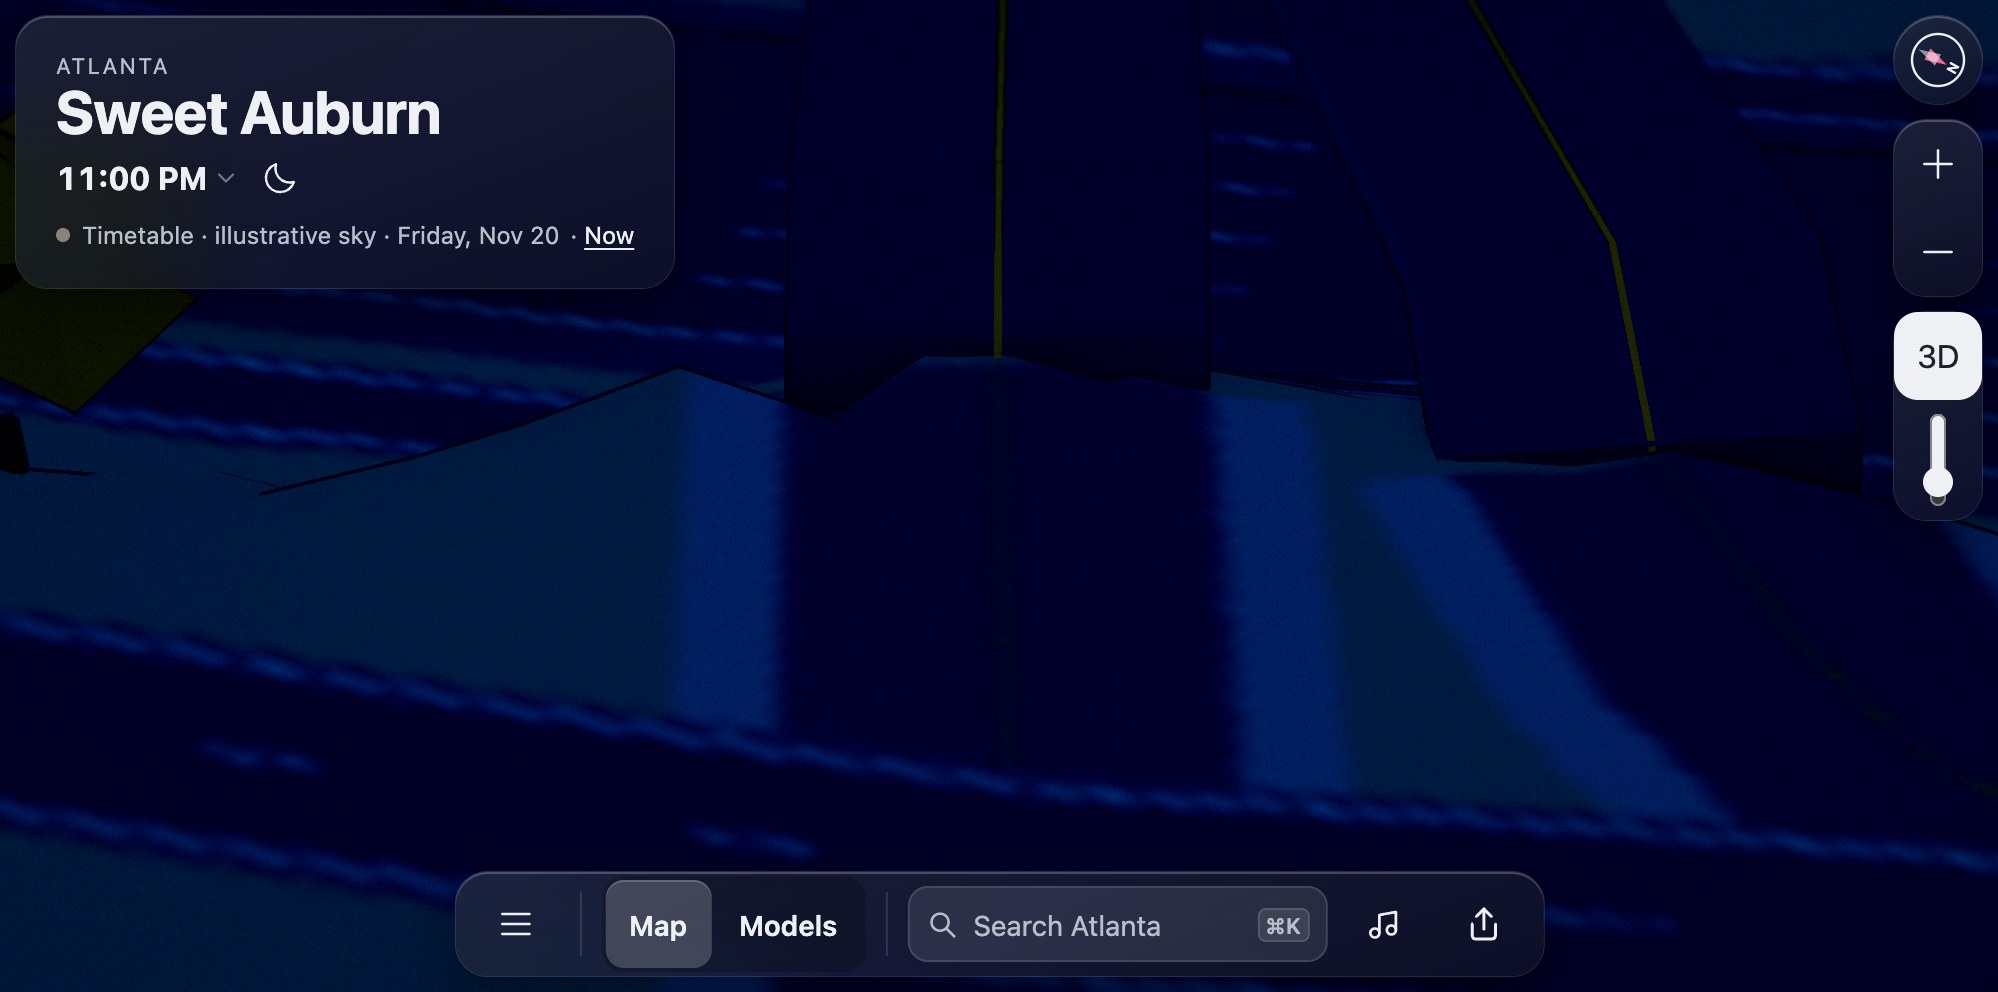 ATLANTA
Sweet Auburn
11:00 PM
Timetable · illustrative sky · Friday, Nov 20 · Now
N
3D
Map
Models
Search Atlanta
⌘K